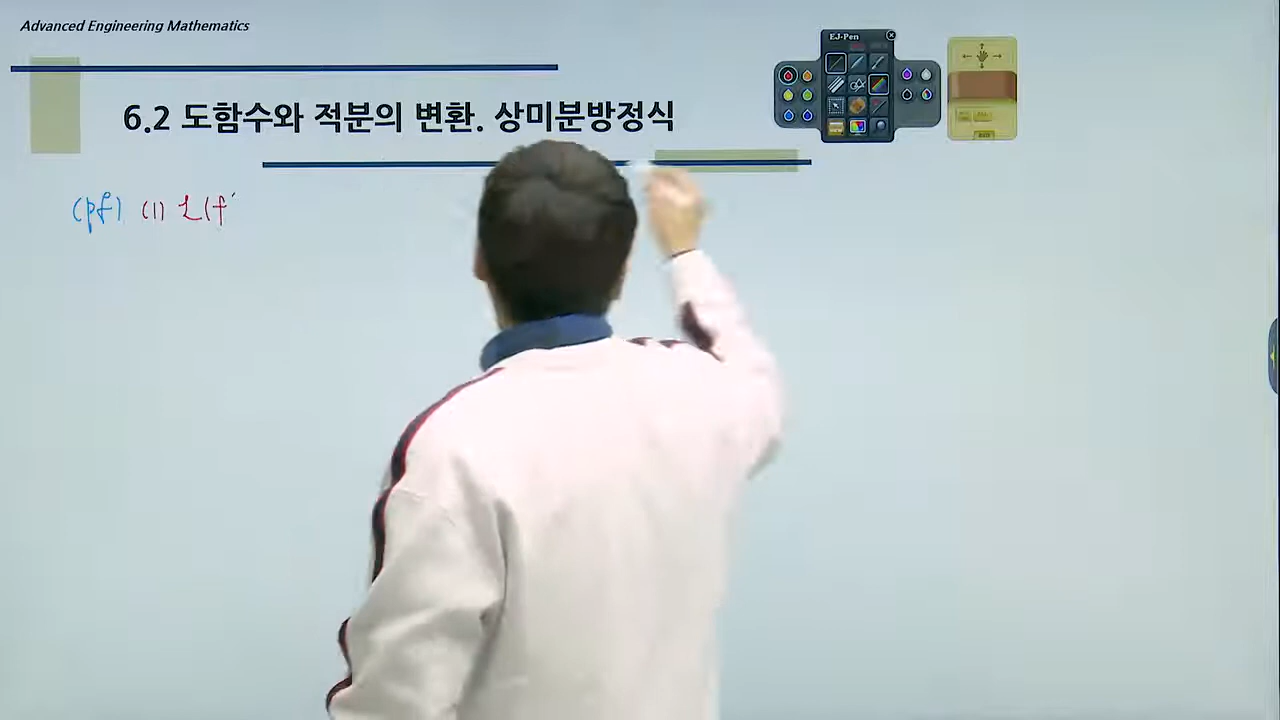 Advanced Engineering Mathematics
EJ-Pen
6.2 도함수와 적분의 변환. 상미분방정식
(pf) (1) ℒ(f'